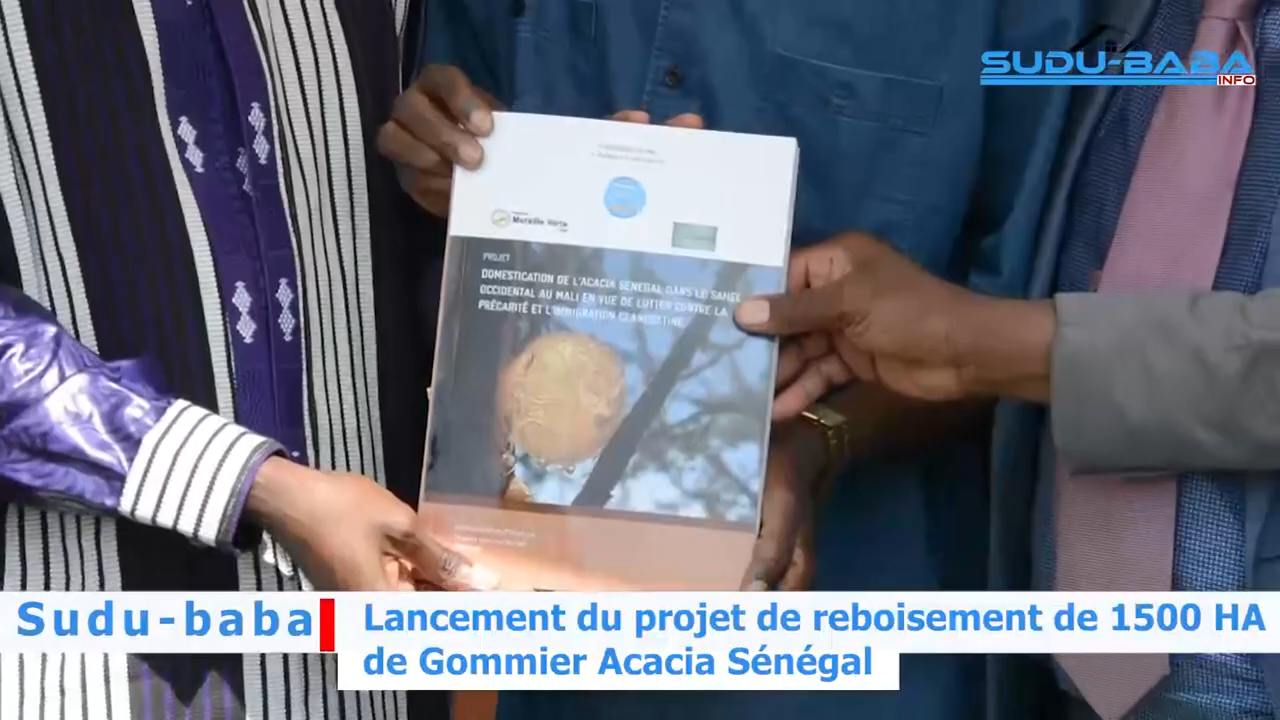 SUDU-BABA
INFO
Muraille Verte
PROJET
DOMESTICATION DE L'ACACIA SENEGAL DANS LE SAHEL
OCCIDENTAL AU MALI EN VUE DE LUTTER CONTRE LA
PRÉCARITÉ ET L'IMMIGRATION CLANDESTINE
Sudu-baba
Lancement du projet de reboisement de 1500 HA
de Gommier Acacia Sénégal